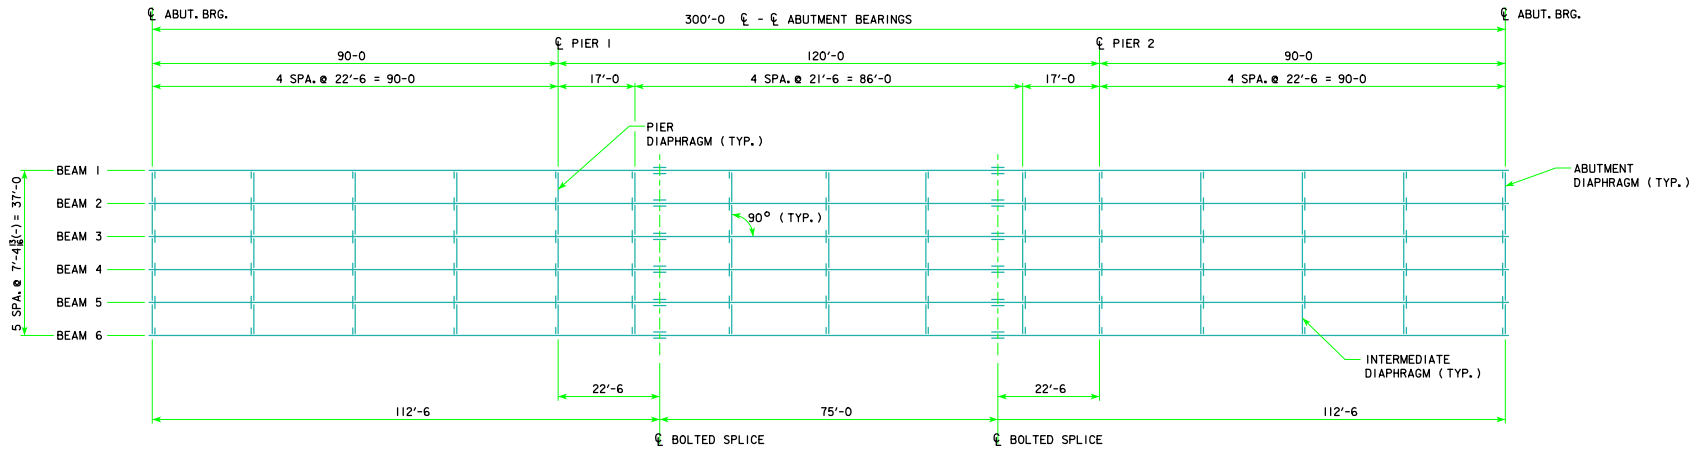 ℄ ABUT. BRG.
300'-0 ℄ - ℄ ABUTMENT BEARINGS
℄ ABUT. BRG.
℄ PIER 1
℄ PIER 2
90-0
120'-0
90-0
4 SPA. @ 22'-6 = 90-0
17'-0
4 SPA. @ 21'-6 = 86'-0
17'-0
4 SPA. @ 22'-6 = 90-0
PIER
DIAPHRAGM (TYP.)
ABUTMENT
DIAPHRAGM (TYP.)
BEAM 1
BEAM 2
BEAM 3
BEAM 4
BEAM 5
BEAM 6
5 SPA. @ 7'-4 13/16(-) = 37'-0
90° (TYP.)
INTERMEDIATE
DIAPHRAGM (TYP.)
22'-6
22'-6
112'-6
75'-0
112'-6
℄ BOLTED SPLICE
℄ BOLTED SPLICE